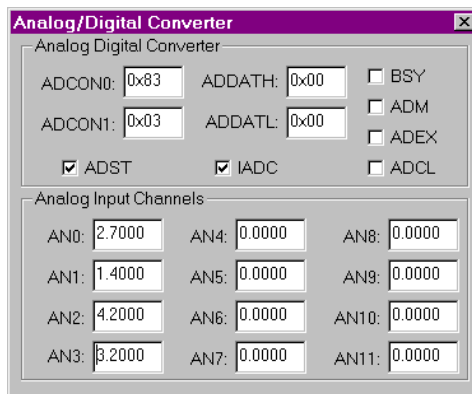 Analog/Digital Converter
Analog Digital Converter
ADCON0: 0x83 ADDATH: 0x00 BSY
ADM
ADCON1: 0x03 ADDATL: 0x00 ADEX
ADST IADC ADCL
Analog Input Channels
AN0: 2.7000 AN4: 0.0000 AN8: 0.0000
AN1: 1.4000 AN5: 0.0000 AN9: 0.0000
AN2: 4.2000 AN6: 0.0000 AN10: 0.0000
AN3: 3.2000 AN7: 0.0000 AN11: 0.0000